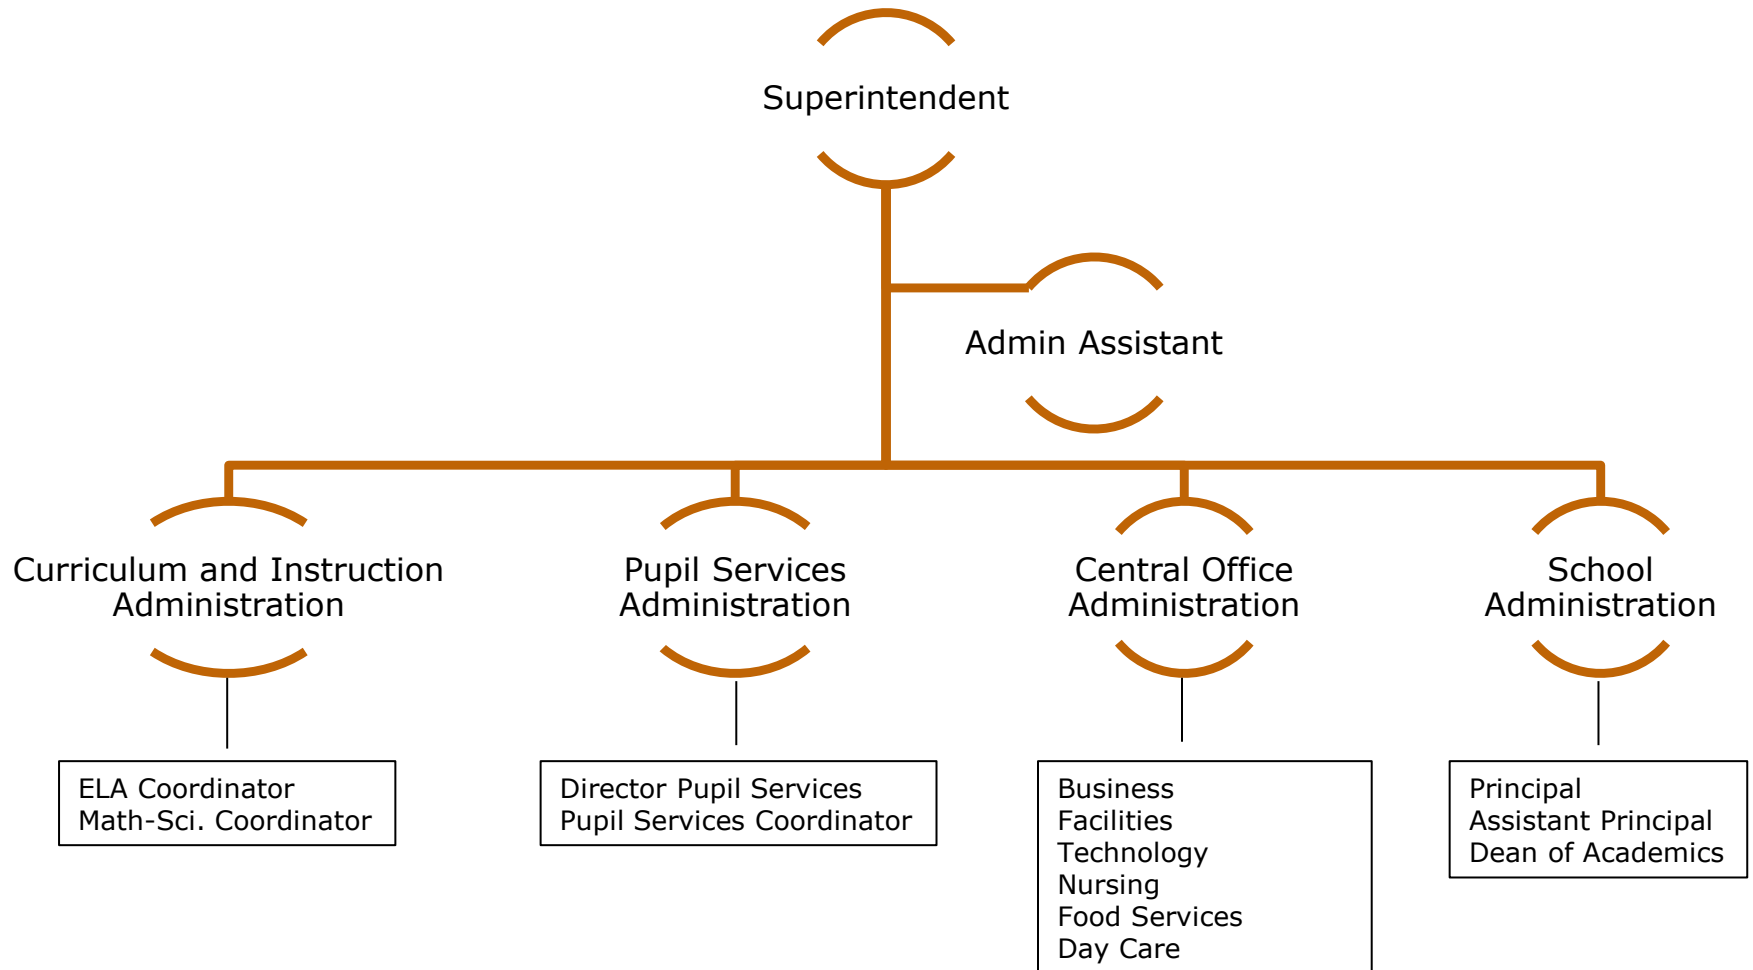 Superintendent
Admin Assistant
Curriculum and Instruction
Administration
Pupil Services
Administration
Central Office
Administration
School
Administration
ELA Coordinator
Math-Sci. Coordinator
Director Pupil Services
Pupil Services Coordinator
Business
Facilities
Technology
Nursing
Food Services
Day Care
Principal
Assistant Principal
Dean of Academics